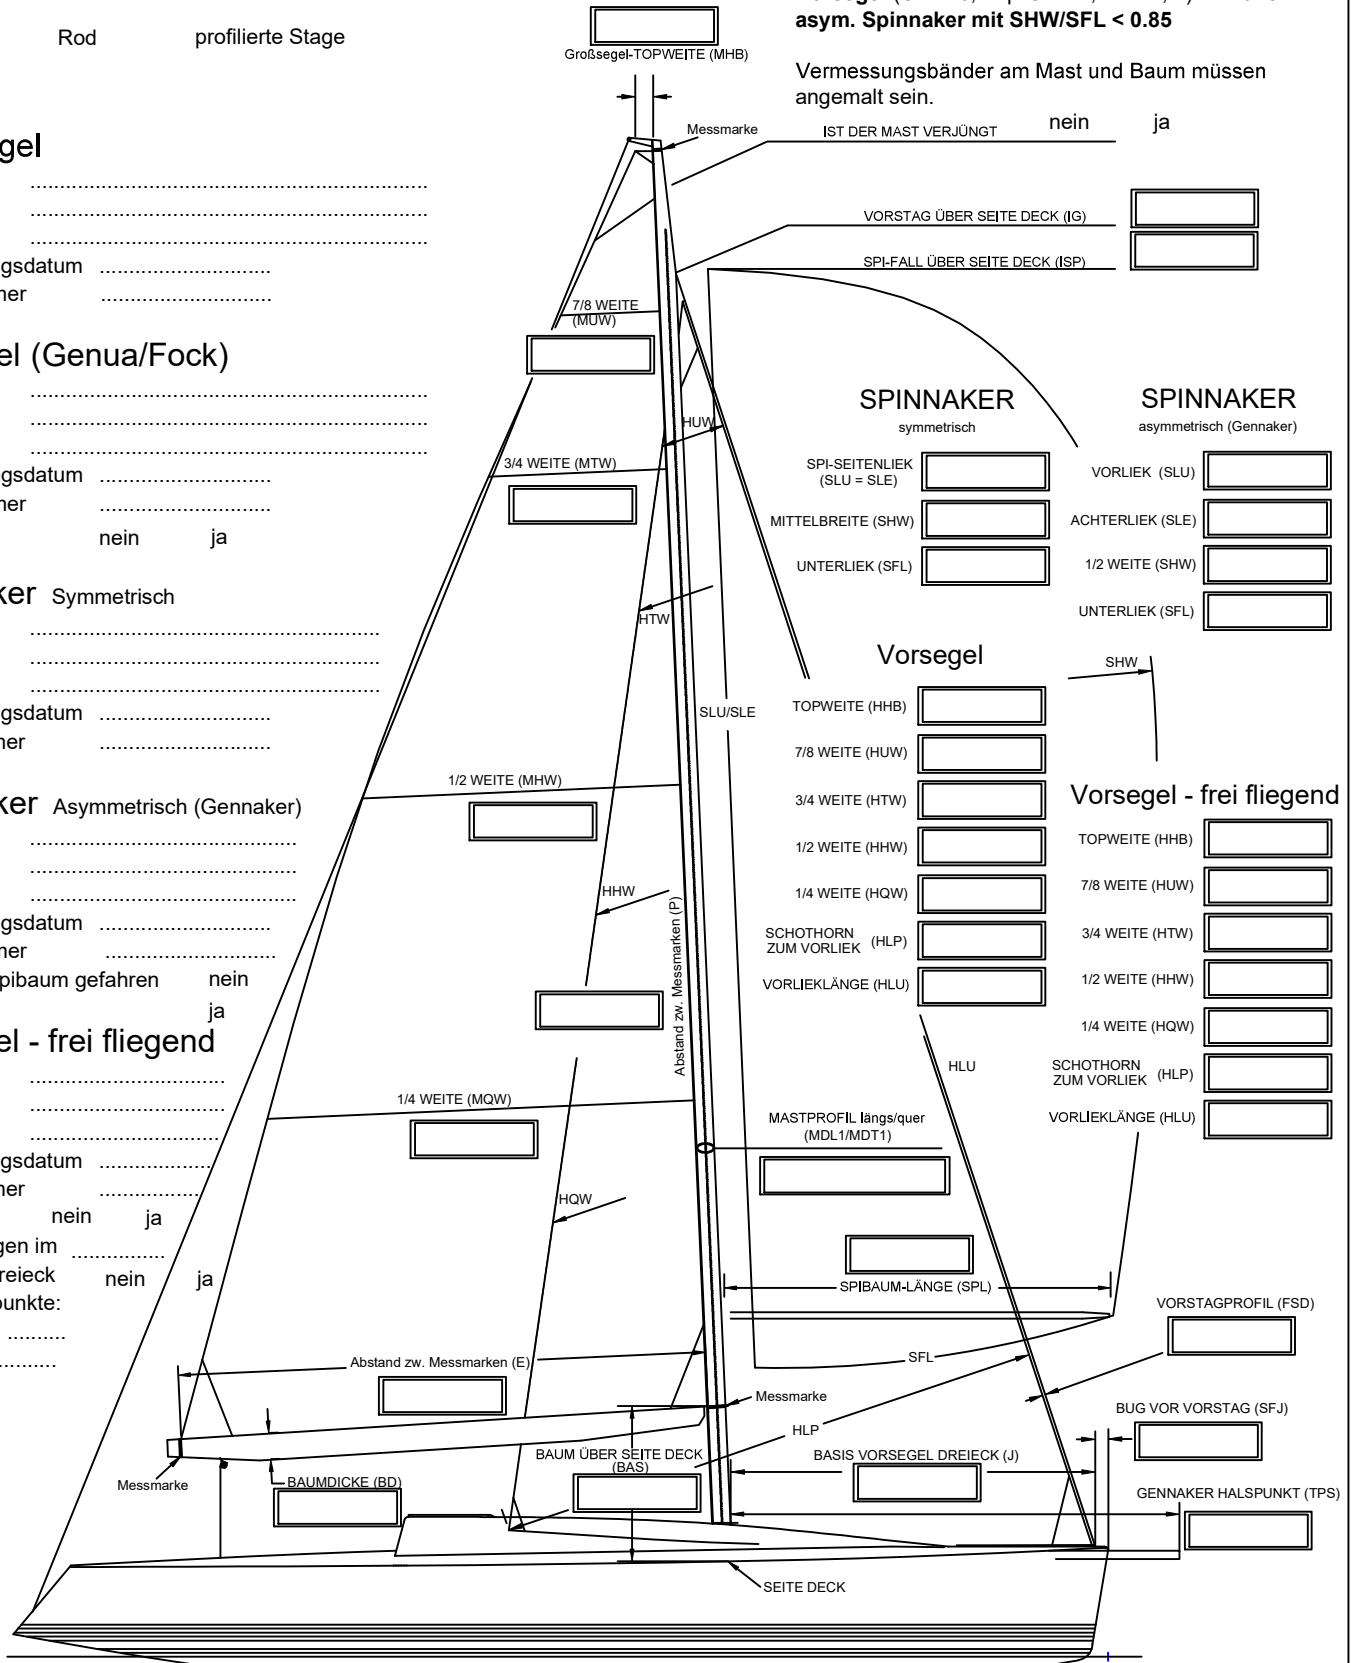 asym. Spinnaker mit SHW/SFL < 0.85
Rod profilierte Stage
Großsegel-TOPWEITE (MHB)
Vermessungsbänder am Mast und Baum müssen
angemalt sein.
nein ja
Messmarke
IST DER MAST VERJÜNGT
gel
................................................................
................................................................
................................................................
VORSTAG ÜBER SEITE DECK (IG)
SPI-FALL ÜBER SEITE DECK (ISP)
gsdatum .............................
ner .............................
7/8 WEITE
(MUW)
el (Genua/Fock)
................................................................
................................................................
................................................................
gsdatum .............................
ner .............................
nein ja
HUW
3/4 WEITE (MTW)
SPINNAKER
symmetrisch
SPI-SEITENLIEK
(SLU = SLE)
MITTELBREITE (SHW)
UNTERLIEK (SFL)
SPINNAKER
asymmetrisch (Gennaker)
VORLIEK (SLU)
ACHTERLIEK (SLE)
1/2 WEITE (SHW)
UNTERLIEK (SFL)
ker Symmetrisch
................................................................
................................................................
................................................................
gsdatum .............................
ner .............................
HTW
SLU/SLE
SHW
Vorsegel
TOPWEITE (HHB)
7/8 WEITE (HUW)
3/4 WEITE (HTW)
1/2 WEITE (HHW)
1/4 WEITE (HQW)
SCHOTHORN
ZUM VORLIEK (HLP)
VORLIEKLÄNGE (HLU)
1/2 WEITE (MHW)
ker Asymmetrisch (Gennaker)
..............................................
..............................................
..............................................
gsdatum .............................
ner .............................
pibaum gefahren nein
ja
HHW
Abstand zw. Messmarken (P)
Vorsegel - frei fliegend
TOPWEITE (HHB)
7/8 WEITE (HUW)
3/4 WEITE (HTW)
1/2 WEITE (HHW)
1/4 WEITE (HQW)
SCHOTHORN
ZUM VORLIEK (HLP)
VORLIEKLÄNGE (HLU)
el - frei fliegend
.................................
.................................
.................................
gsdatum ...................
ner .................
nein ja
gen im ................
reieck nein ja
punkte:
..........
..........
1/4 WEITE (MQW)
HLU
MASTPROFIL längs/quer
(MDL1/MDT1)
HQW
SPIBAUM-LÄNGE (SPL)
VORSTAGPROFIL (FSD)
SFL
Abstand zw. Messmarken (E)
Messmarke
BUG VOR VORSTAG (SFJ)
HLP
BAUM ÜBER SEITE DECK
(BAS)
BASIS VORSEGEL DREIECK (J)
Messmarke
BAUMDICKE (BD)
GENNAKER HALSPUNKT (TPS)
SEITE DECK